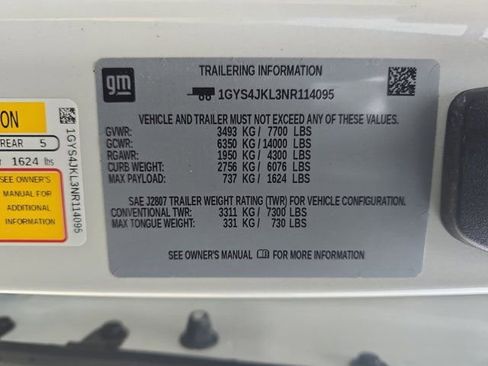 gm
TRAILERING INFORMATION
1GYS4JKL3NR114095
VEHICLE AND TRAILER MUST NOT EXCEED ANY OF THESE WEIGHTS.
GVWR: 3493 KG / 7700 LBS
GCWR: 6350 KG / 14000 LBS
RGAWR: 1950 KG / 4300 LBS
CURB WEIGHT: 2756 KG / 6076 LBS
MAX PAYLOAD: 737 KG / 1624 LBS
SAE J2807 TRAILER WEIGHT RATING (TWR) FOR VEHICLE CONFIGURATION.
CONVENTIONAL TWR: 3311 KG / 7300 LBS
MAX TONGUE WEIGHT: 331 KG / 730 LBS
SEE OWNER'S MANUAL FOR MORE INFORMATION
ON
REAR 5
1624 lbs
SEE OWNER'S
MANUAL FOR
ADDITIONAL
INFORMATION
1GYS4JKL3NR114095